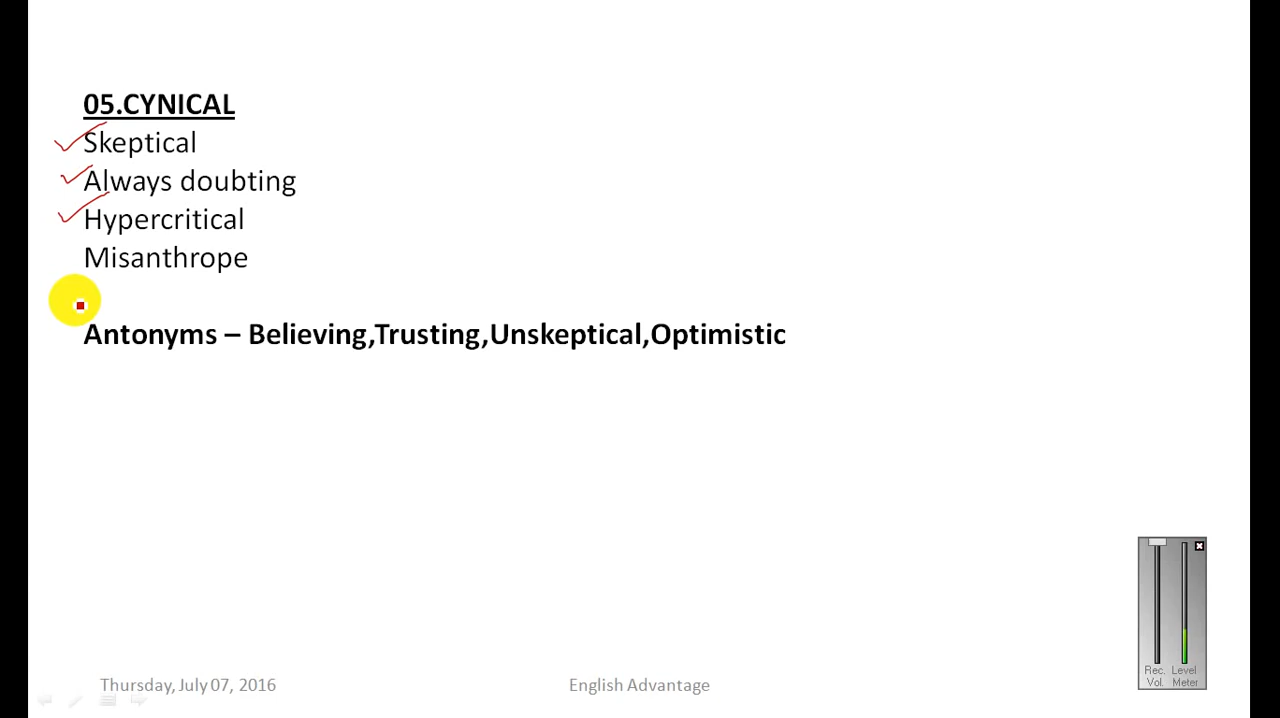 05.CYNICAL
Skeptical
Always doubting
Hypercritical
Misanthrope
Antonyms – Believing,Trusting,Unskeptical,Optimistic
Rec. Level
Vol. Meter
Thursday, July 07, 2016 English Advantage